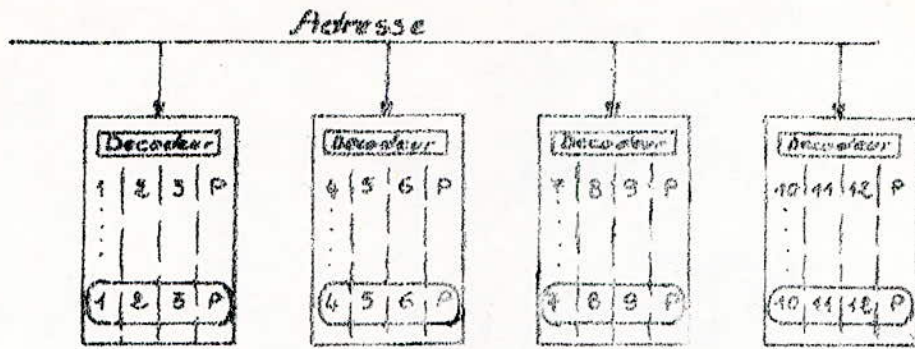 Adresse
Decodeur Decodeur Decodeur Decodeur
1 2 3 P 4 5 6 P 7 8 9 P 10 11 12 P
1 2 3 P 4 5 6 P 7 8 9 P 10 11 12 P